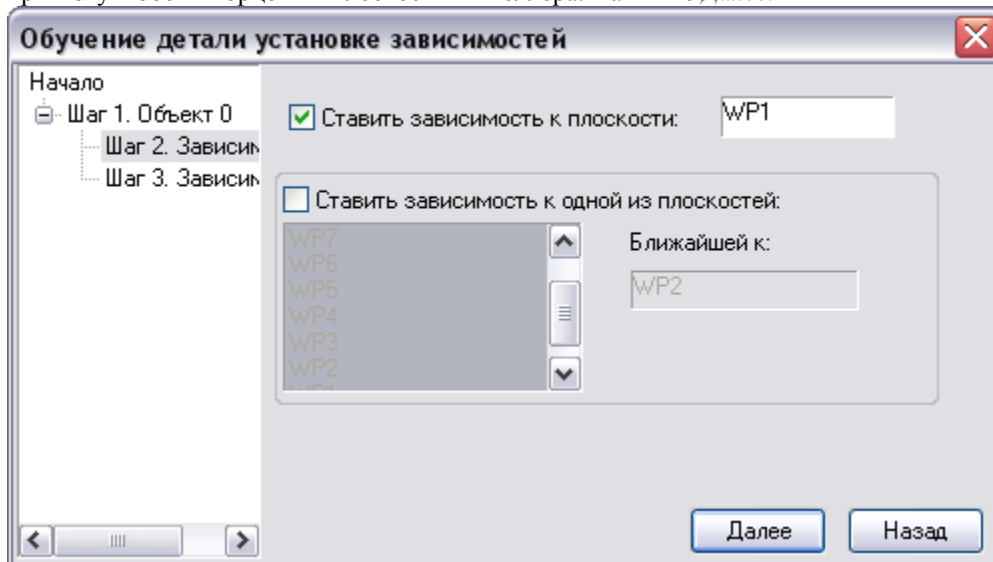 Обучение детали установке зависимостей
Начало
Шаг 1. Объект 0
Шаг 2. Зависим
Шаг 3. Зависим
Ставить зависимость к плоскости:
WP1
Ставить зависимость к одной из плоскостей:
WP7
WP6
WP5
WP4
WP3
WP2
Ближайшей к:
WP2
Далее
Назад